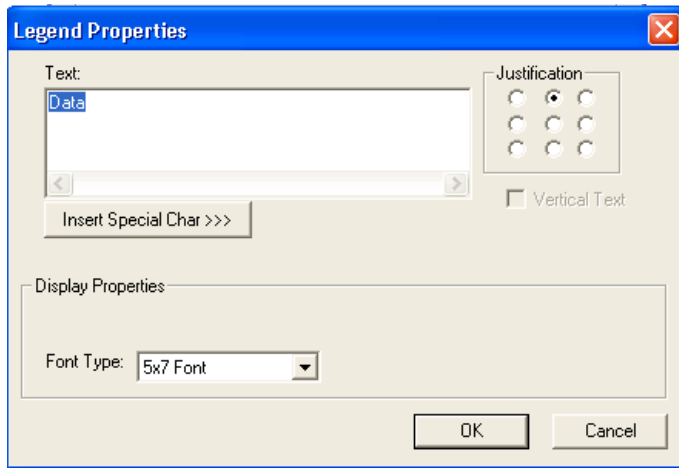 Legend Properties
Text:
Justification
Data
Vertical Text
Insert Special Char >>>
Display Properties
Font Type: 5x7 Font
OK Cancel